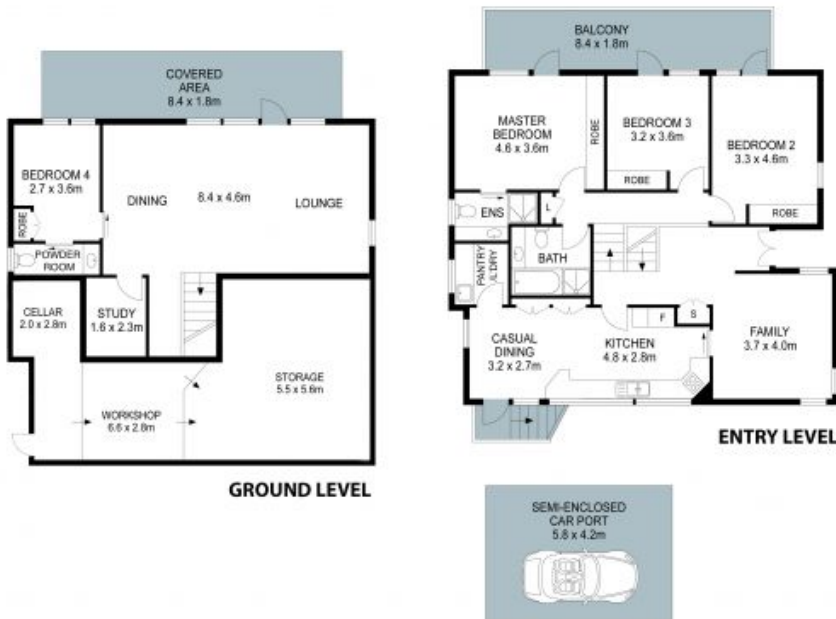 COVERED
AREA
8.4 x 1.8m
BEDROOM 4
2.7 x 3.6m
DINING
8.4 x 4.6m
LOUNGE
ROBE
POWDER
ROOM
CELLAR
2.0 x 2.8m
STUDY
1.6 x 2.3m
STORAGE
5.5 x 5.6m
WORKSHOP
6.6 x 2.8m
GROUND LEVEL
BALCONY
8.4 x 1.8m
MASTER
BEDROOM
4.6 x 3.6m
ROBE
BEDROOM 3
3.2 x 3.6m
ROBE
BEDROOM 2
3.3 x 4.6m
ROBE
ENS
L
BATH
PANTRY
/L'DRY
CASUAL
DINING
3.2 x 2.7m
KITCHEN
4.8 x 2.8m
F
S
FAMILY
3.7 x 4.0m
ENTRY LEVEL
SEMI-ENCLOSED
CAR PORT
5.8 x 4.2m